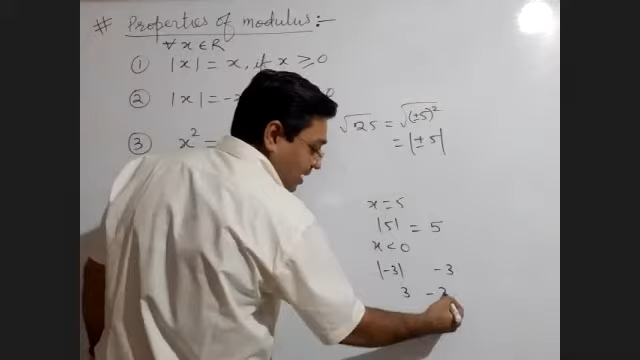 # Properties of modulus:-
∀ x ∈ R
① |x| = x, if x ≥ 0
② |x| = -x 0
③ x² =
√25 = √(±5)²
= |±5|
x = 5
|5| = 5
x < 0
|-3| -3
3 -3